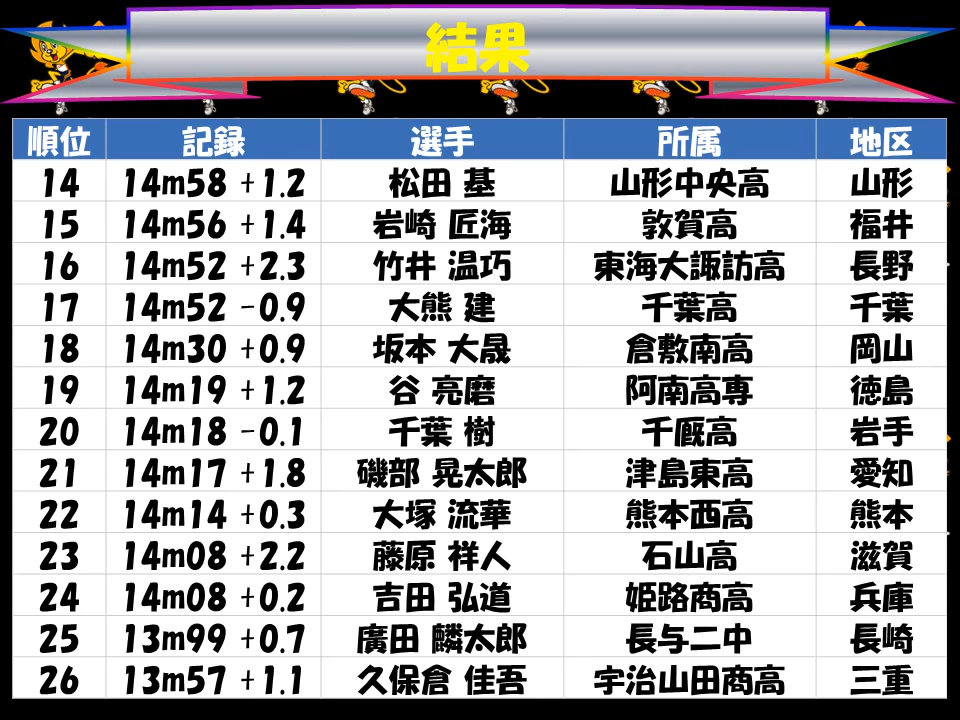 結果
順位 記録 選手 所属 地区
14 14m58 +1.2 松田 基 山形中央高 山形
15 14m56 +1.4 岩崎 匠海 敦賀高 福井
16 14m52 +2.3 竹井 温巧 東海大諏訪高 長野
17 14m52 -0.9 大熊 建 千葉高 千葉
18 14m30 +0.9 坂本 大晟 倉敷南高 岡山
19 14m19 +1.2 谷 亮磨 阿南高専 徳島
20 14m18 -0.1 千葉 樹 千厩高 岩手
21 14m17 +1.8 磯部 晃太郎 津島東高 愛知
22 14m14 +0.3 大塚 流華 熊本西高 熊本
23 14m08 +2.2 藤原 祥人 石山高 滋賀
24 14m08 +0.2 吉田 弘道 姫路商高 兵庫
25 13m99 +0.7 廣田 麟太郎 長与二中 長崎
26 13m57 +1.1 久保倉 佳吾 宇治山田商高 三重